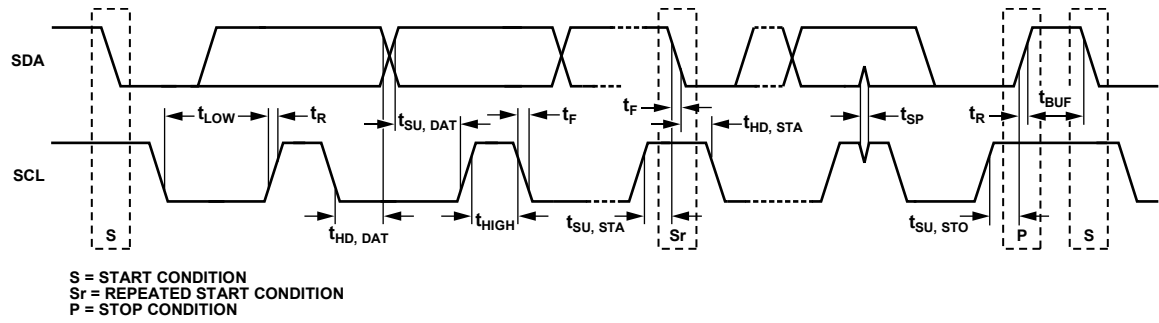 SDA
tLOW
tR
tSU, DAT
tF
tF
tHD, STA
tSP
tR
tBUF
SCL
S
tHD, DAT
tHIGH
tSU, STA
Sr
tSU, STO
P
S
S = START CONDITION
Sr = REPEATED START CONDITION
P = STOP CONDITION